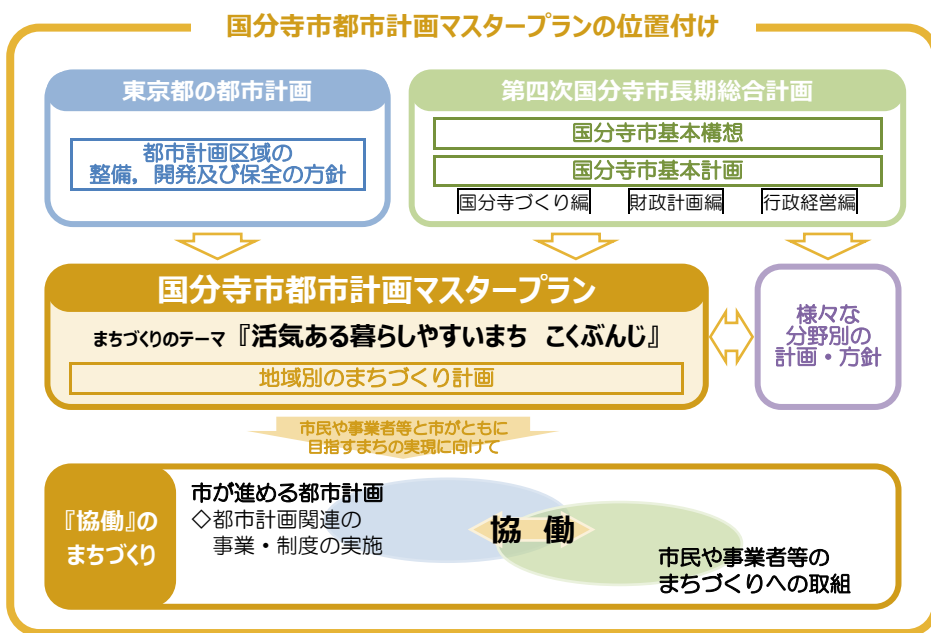 国分寺市都市計画マスタープランの位置付け
東京都の都市計画
都市計画区域の
整備，開発及び保全の方針
第四次国分寺市長期総合計画
国分寺市基本構想
国分寺市基本計画
国分寺づくり編
財政計画編
行政経営編
国分寺市都市計画マスタープラン
まちづくりのテーマ『活気ある暮らしやすいまち　こくぶんじ』
地域別のまちづくり計画
様々な
分野別の
計画・方針
市民や事業者等と市がともに
目指すまちの実現に向けて
『協働』の
まちづくり
市が進める都市計画
◇都市計画関連の
事業・制度の実施
協　働
市民や事業者等の
まちづくりへの取組